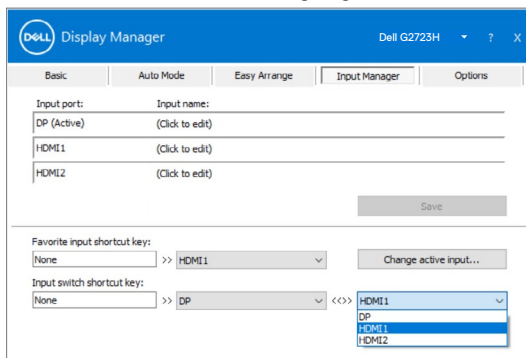 DELL Display Manager Dell G2723H ? X
Basic Auto Mode Easy Arrange Input Manager Options
Input port: Input name:
DP (Active) (Click to edit)
HDMI1 (Click to edit)
HDMI2 (Click to edit)
Save
Favorite input shortcut key:
None >> HDMI1 Change active input...
Input switch shortcut key:
None >> DP <<>> HDMI1
DP
HDMI1
HDMI2